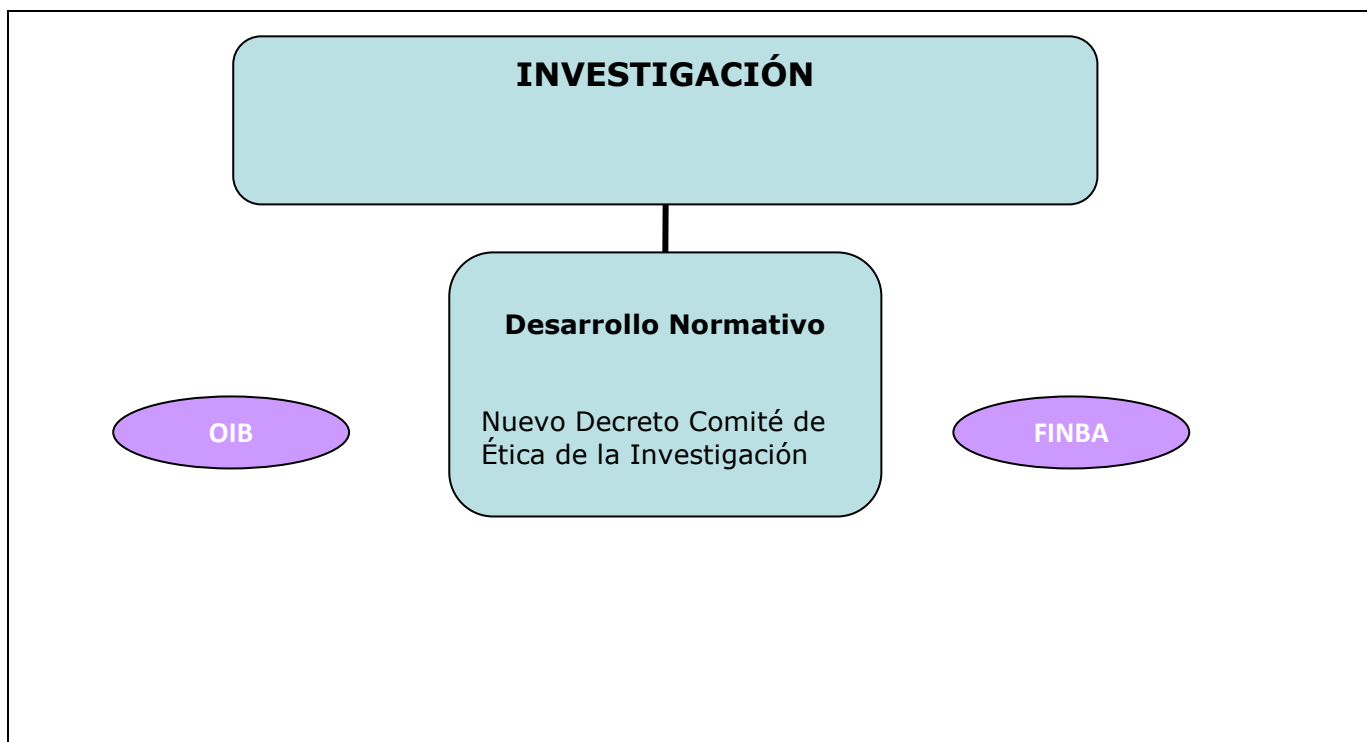 INVESTIGACIÓN
Desarrollo Normativo
Nuevo Decreto Comité de
Ética de la Investigación
OIB
FINBA